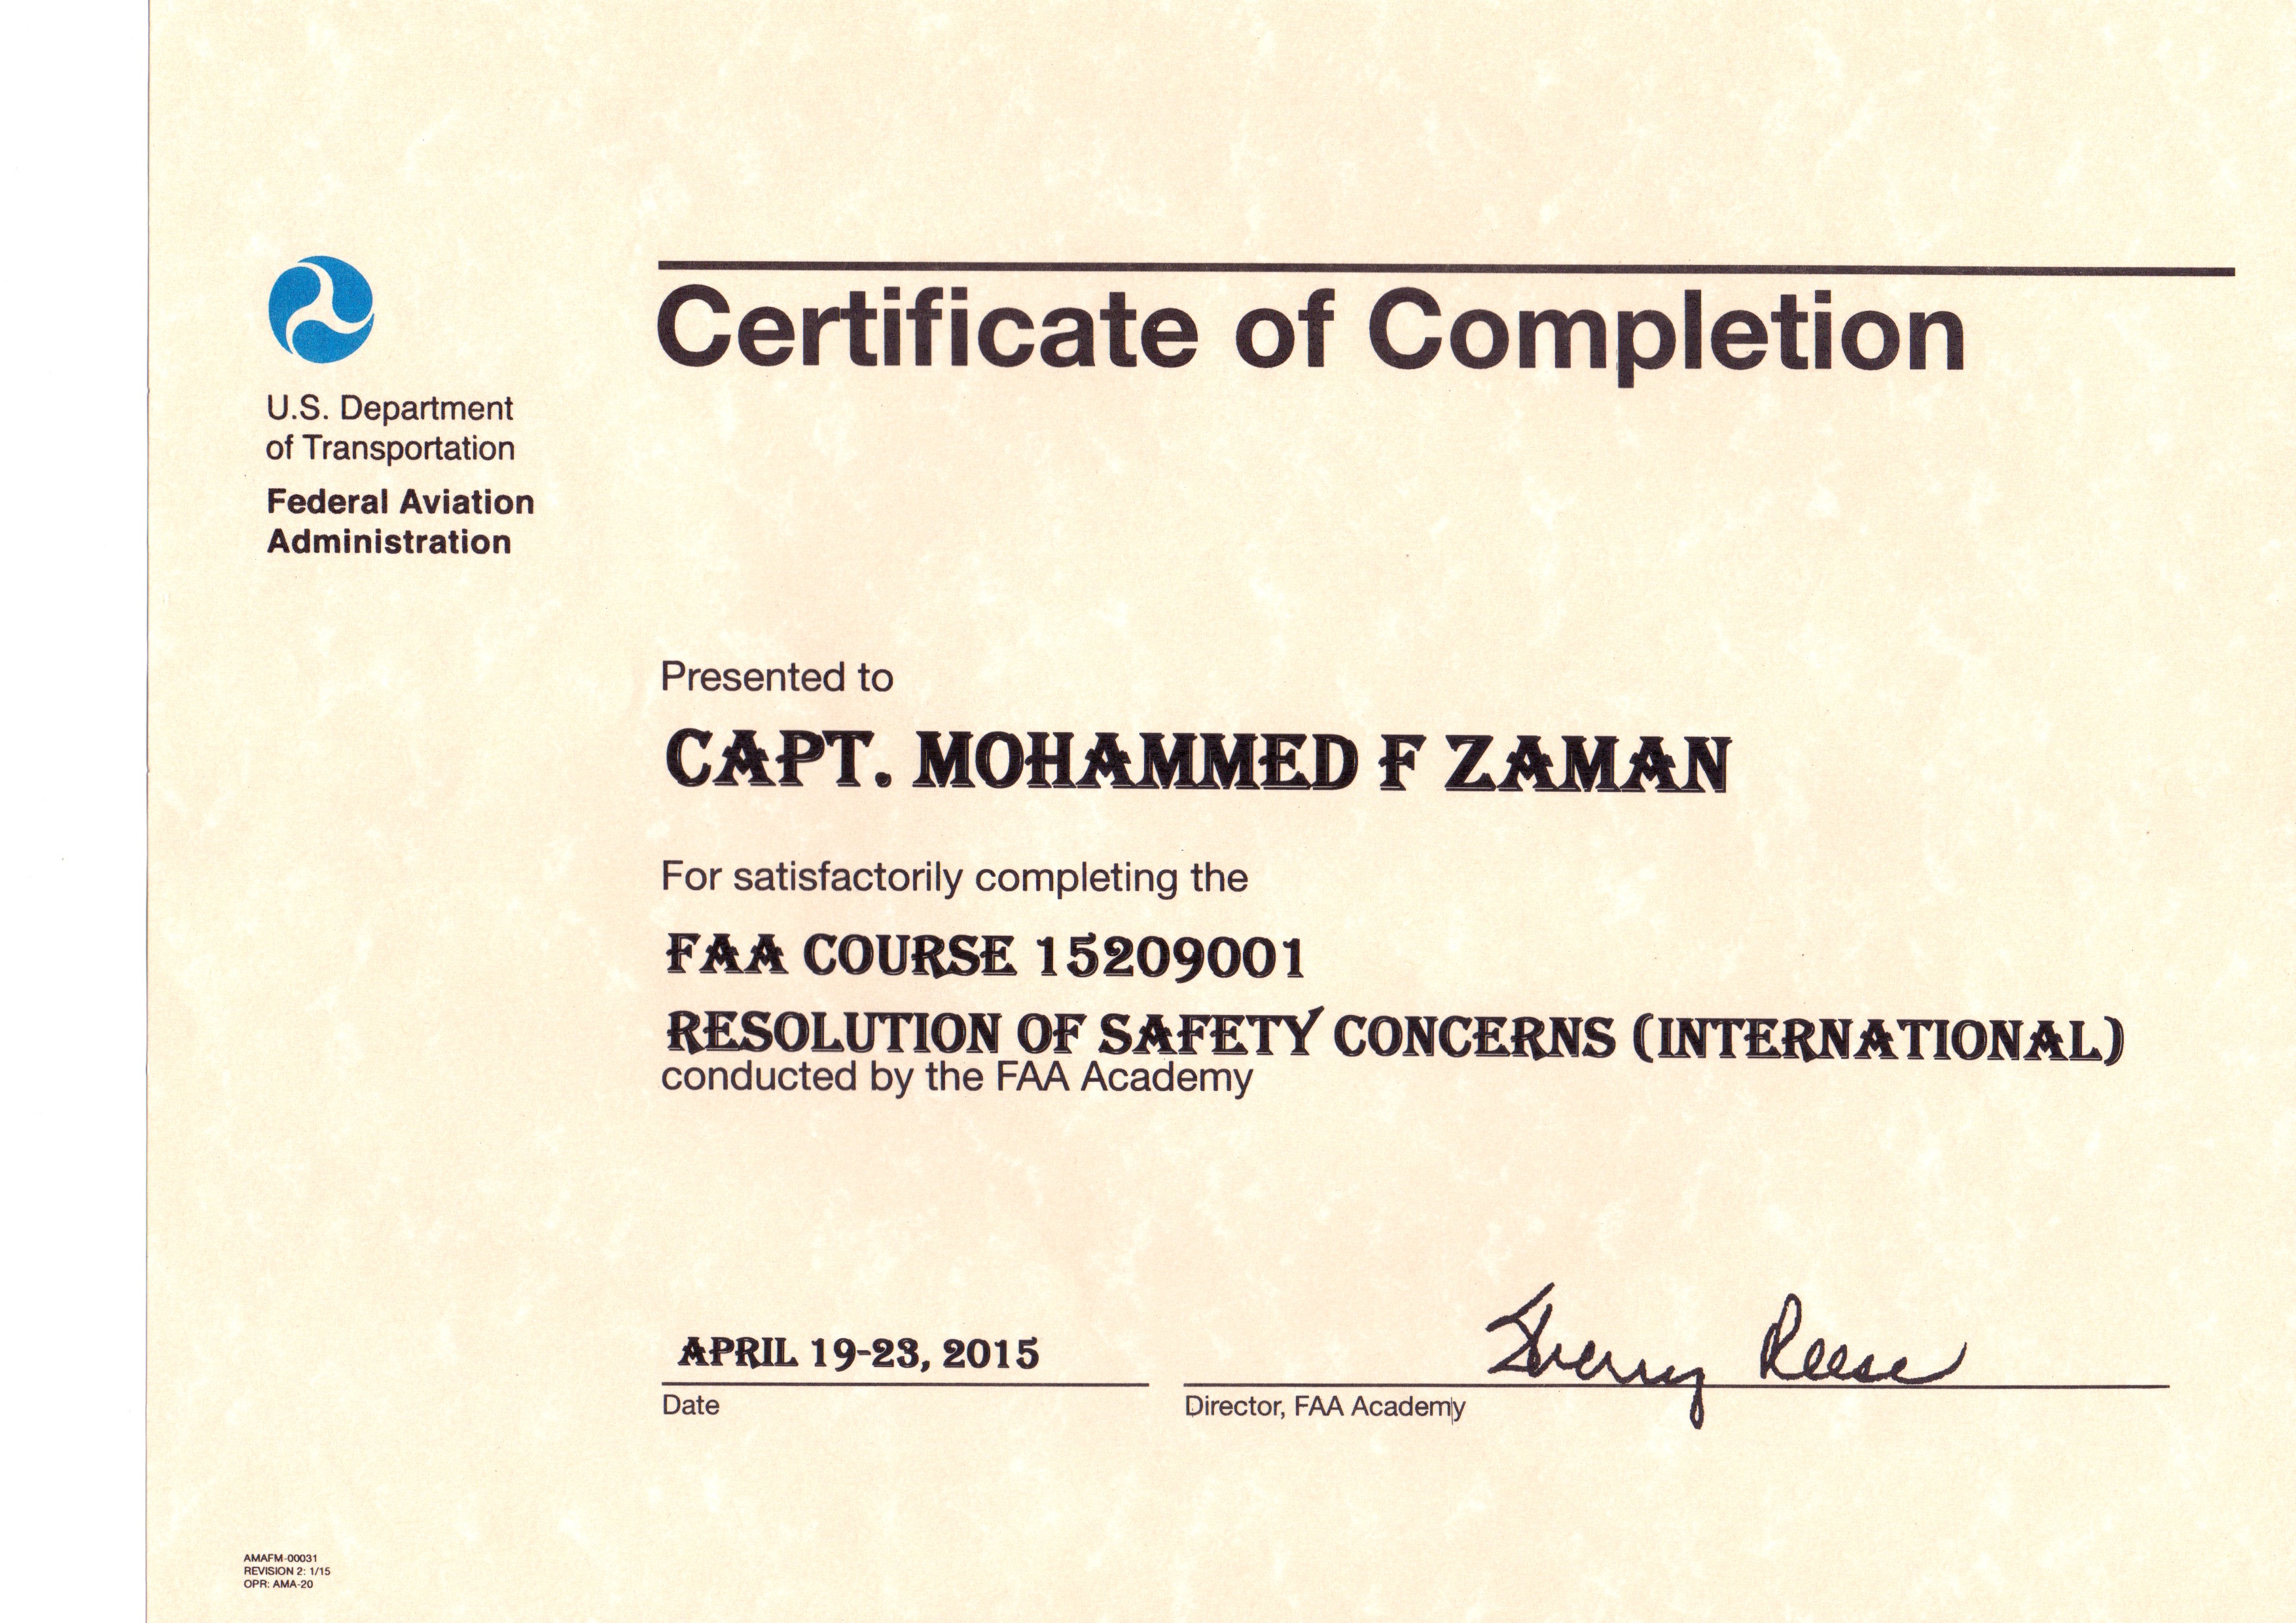 Certificate of Completion
U.S. Department
of Transportation
Federal Aviation
Administration
Presented to
CAPT. MOHAMMED F ZAMAN
For satisfactorily completing the
FAA COURSE 15209001
RESOLUTION OF SAFETY CONCERNS (INTERNATIONAL)
conducted by the FAA Academy
APRIL 19-23, 2015
Sherry Reese
Date
Director, FAA Academy
AMAFM-00031
REVISION 2: 1/15
OPR: AMA-20